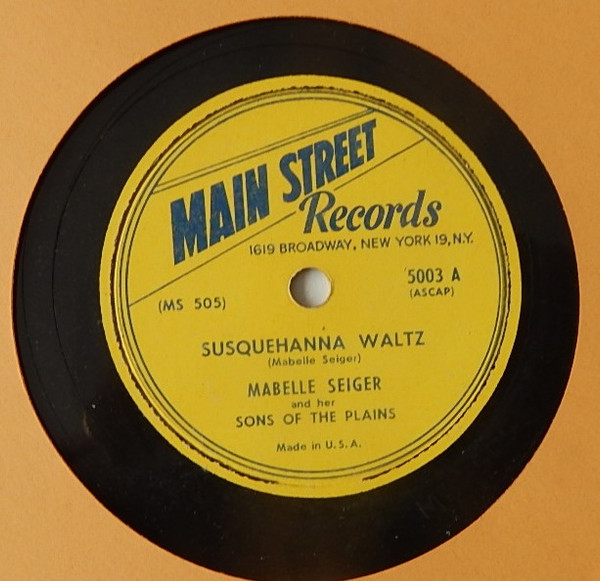 MAIN STREET
Records
1619 BROADWAY, NEW YORK 19, N.Y.
5003 A
(ASCAP)
(MS 505)
SUSQUEHANNA WALTZ
(Mabelle Seiger)
MABELLE SEIGER
and her
SONS OF THE PLAINS
Made in U.S.A.